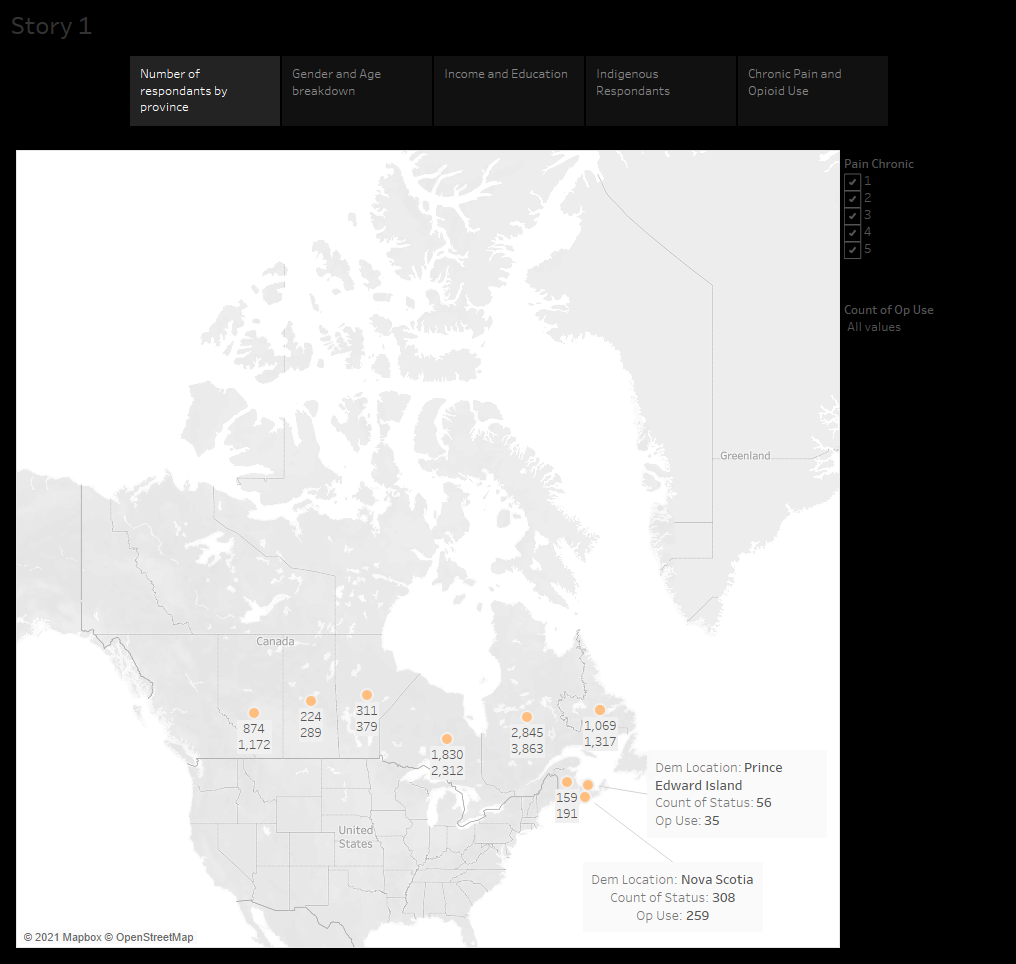 Story 1
Number of
respondants by
province
Gender and Age
breakdown
Income and Education
Indigenous
Respondants
Chronic Pain and
Opioid Use
Pain Chronic
1
2
3
4
5
Count of Op Use
All values
Greenland
Canada
874
1,172
224
289
311
379
1,830
2,312
2,845
3,863
1,069
1,317
159
191
Dem Location: Prince
Edward Island
Count of Status: 56
Op Use: 35
United
States
Dem Location: Nova Scotia
Count of Status: 308
Op Use: 259
© 2021 Mapbox © OpenStreetMap